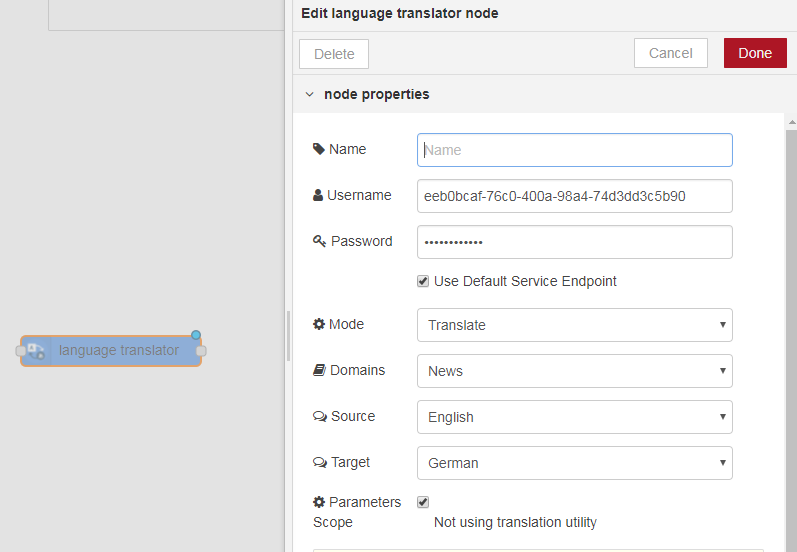 Edit language translator node
Delete
Cancel
Done
node properties
Name
Name
Username
eeb0bcaf-76c0-400a-98a4-74d3dd3c5b90
Password
••••••••••••
Use Default Service Endpoint
Mode
Translate
Domains
News
Source
English
Target
German
Parameters
Scope
Not using translation utility
language translator